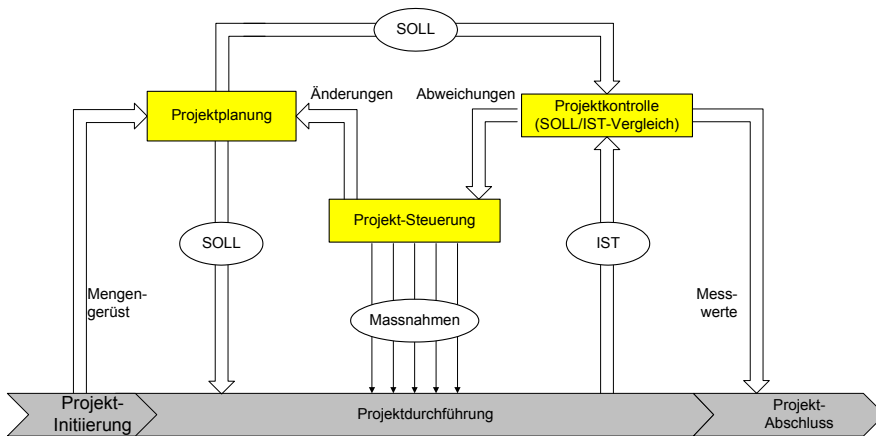 SOLL
Änderungen
Abweichungen
Projektplanung
Projektkontrolle
(SOLL/IST-Vergleich)
Projekt-Steuerung
SOLL
IST
Mengen-
gerüst
Massnahmen
Mess-
werte
Projekt-
Initiierung
Projektdurchführung
Projekt-
Abschluss